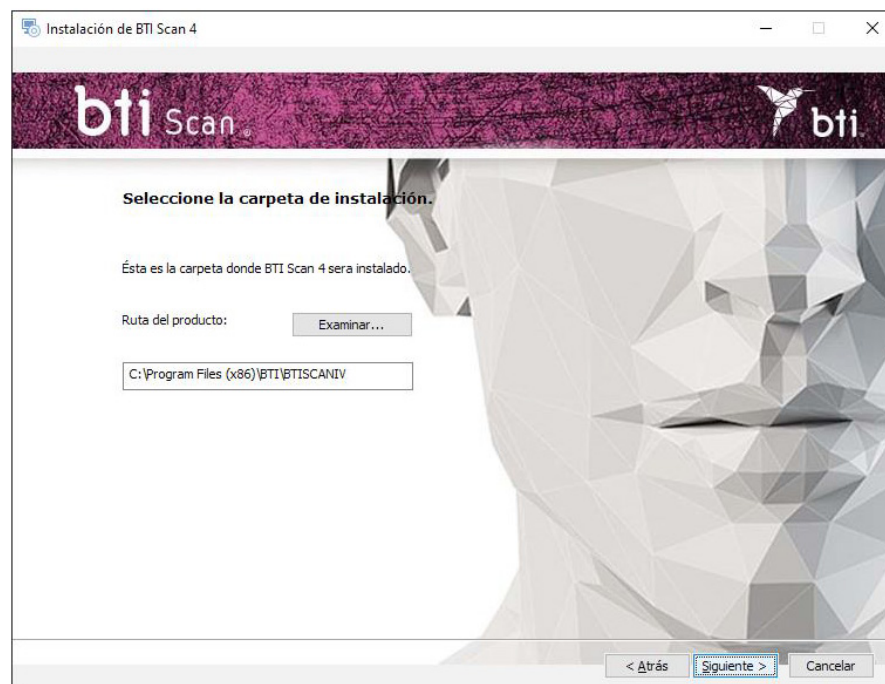 Instalación de BTI Scan 4
bti Scan®
bti
Seleccione la carpeta de instalación.
Ésta es la carpeta donde BTI Scan 4 sera instalado.
Ruta del producto:
Examinar...
C:\Program Files (x86)\BTI\BTISCANIV
< Atrás
Siguiente >
Cancelar